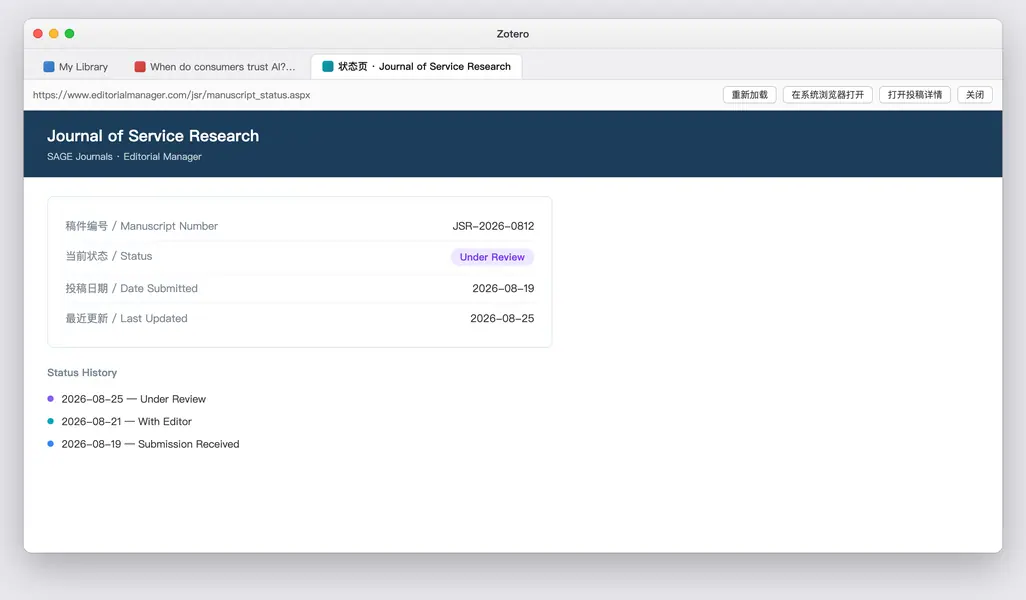 Zotero
My Library
When do consumers trust AI?...
状态页 · Journal of Service Research
https://www.editorialmanager.com/jsr/manuscript_status.aspx
重新加载
在系统浏览器打开
打开投稿详情
关闭
Journal of Service Research
SAGE Journals · Editorial Manager
稿件编号 / Manuscript Number JSR-2026-0812
当前状态 / Status Under Review
投稿日期 / Date Submitted 2026-08-19
最近更新 / Last Updated 2026-08-25
Status History
2026-08-25 — Under Review
2026-08-21 — With Editor
2026-08-19 — Submission Received